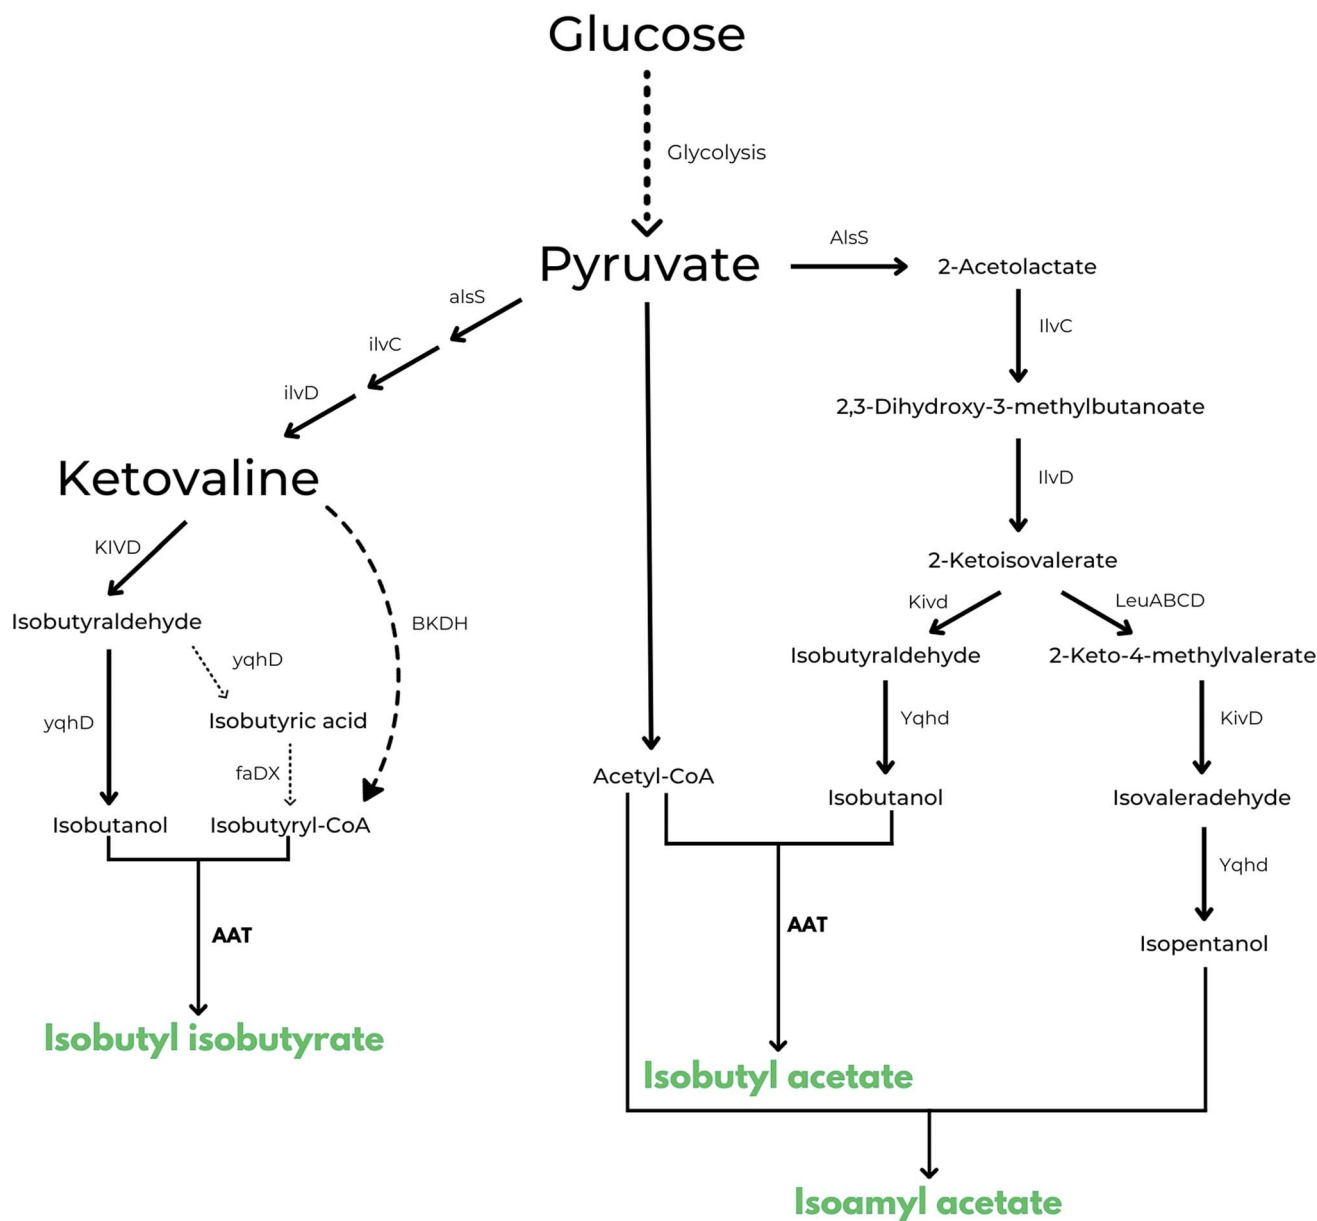 Glucose
Glycolysis
Pyruvate
AlsS
2-Acetolactate
alsS
ilvC
ilvD
IlvC
2,3-Dihydroxy-3-methylbutanoate
IlvD
Ketovaline
KIVD
BKDH
Isobutyraldehyde
yqhD
yqhD
Isobutyric acid
faDX
Isobutanol
Isobutyryl-CoA
AAT
Isobutyl isobutyrate
2-Ketoisovalerate
Kivd
LeuABCD
Isobutyraldehyde
2-Keto-4-methylvalerate
Yqhd
KivD
Acetyl-CoA
Isobutanol
Isovaleradehyde
Yqhd
AAT
Isopentanol
Isobutyl acetate
Isoamyl acetate